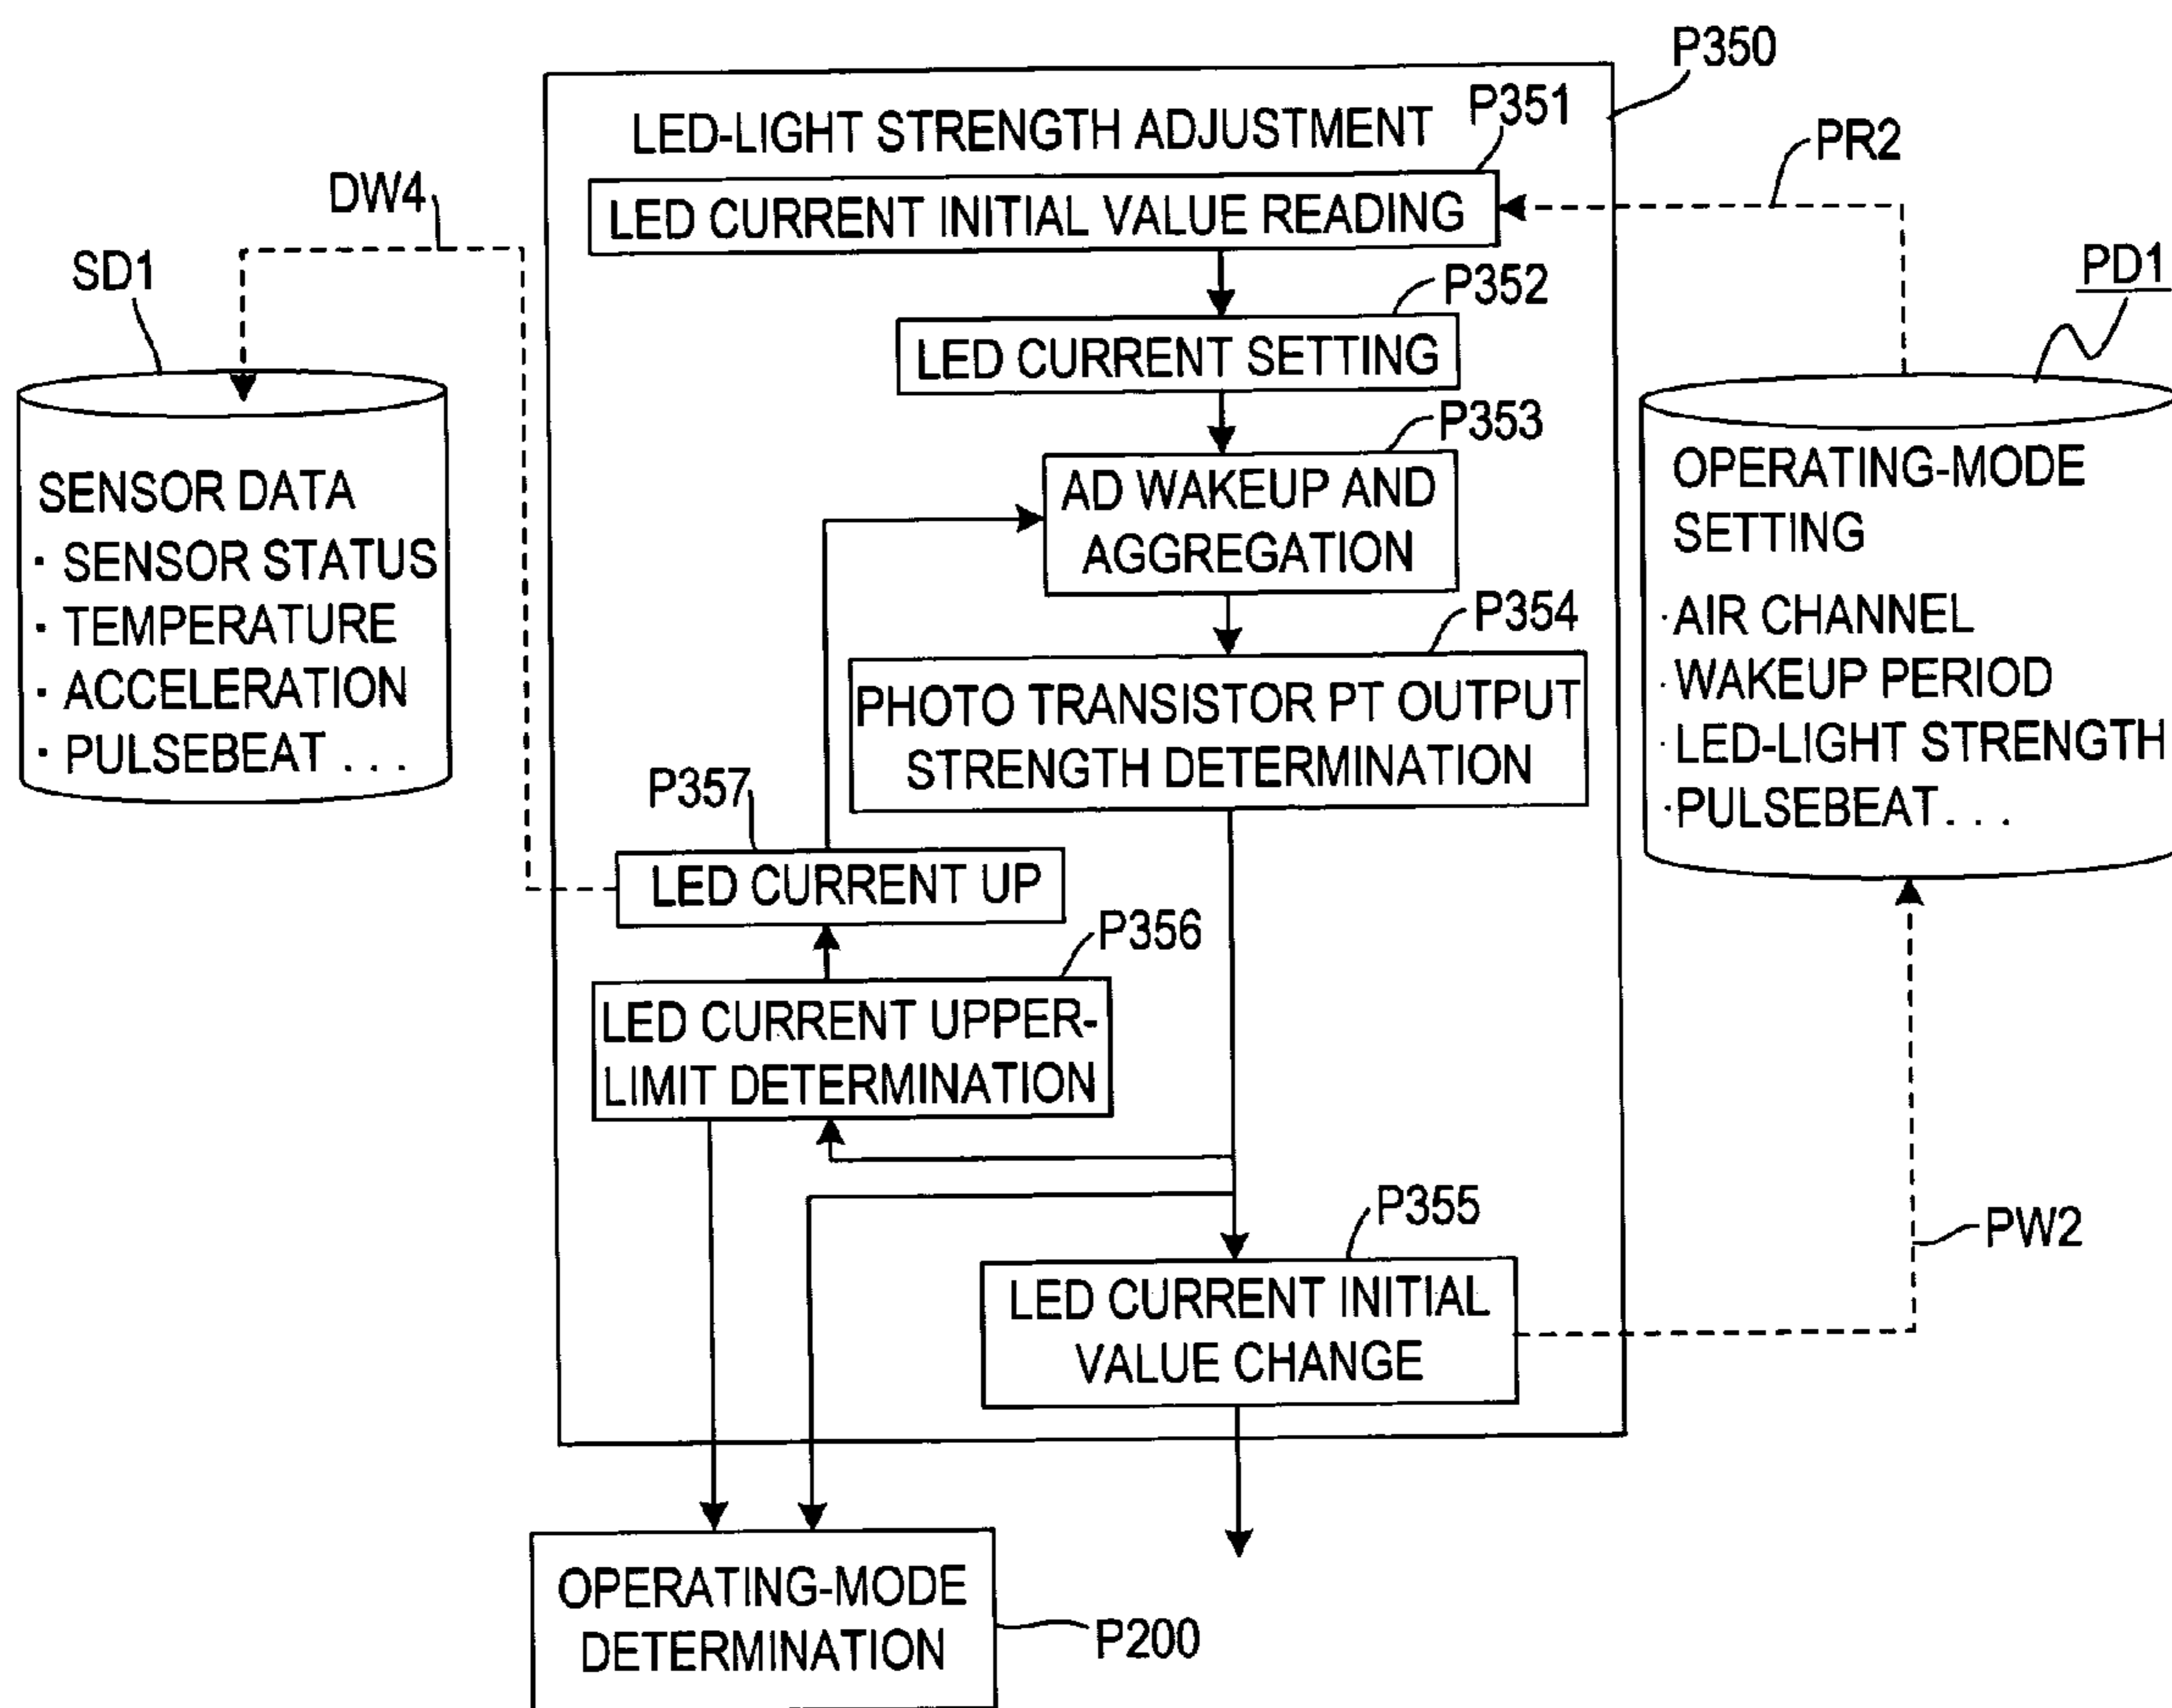 P350
LED-LIGHT STRENGTH ADJUSTMENT
P351
PR2
LED CURRENT INITIAL VALUE READING
DW4
SD1
PD1
P352
LED CURRENT SETTING
P353
AD WAKEUP AND
AGGREGATION
SENSOR DATA
· SENSOR STATUS
· TEMPERATURE
· ACCELERATION
· PULSEBEAT . . .
OPERATING-MODE
SETTING
· AIR CHANNEL
· WAKEUP PERIOD
· LED-LIGHT STRENGTH
· PULSEBEAT . . .
P354
PHOTO TRANSISTOR PT OUTPUT
STRENGTH DETERMINATION
P357
LED CURRENT UP
P356
LED CURRENT UPPER-
LIMIT DETERMINATION
P355
LED CURRENT INITIAL
VALUE CHANGE
PW2
OPERATING-MODE
DETERMINATION
P200